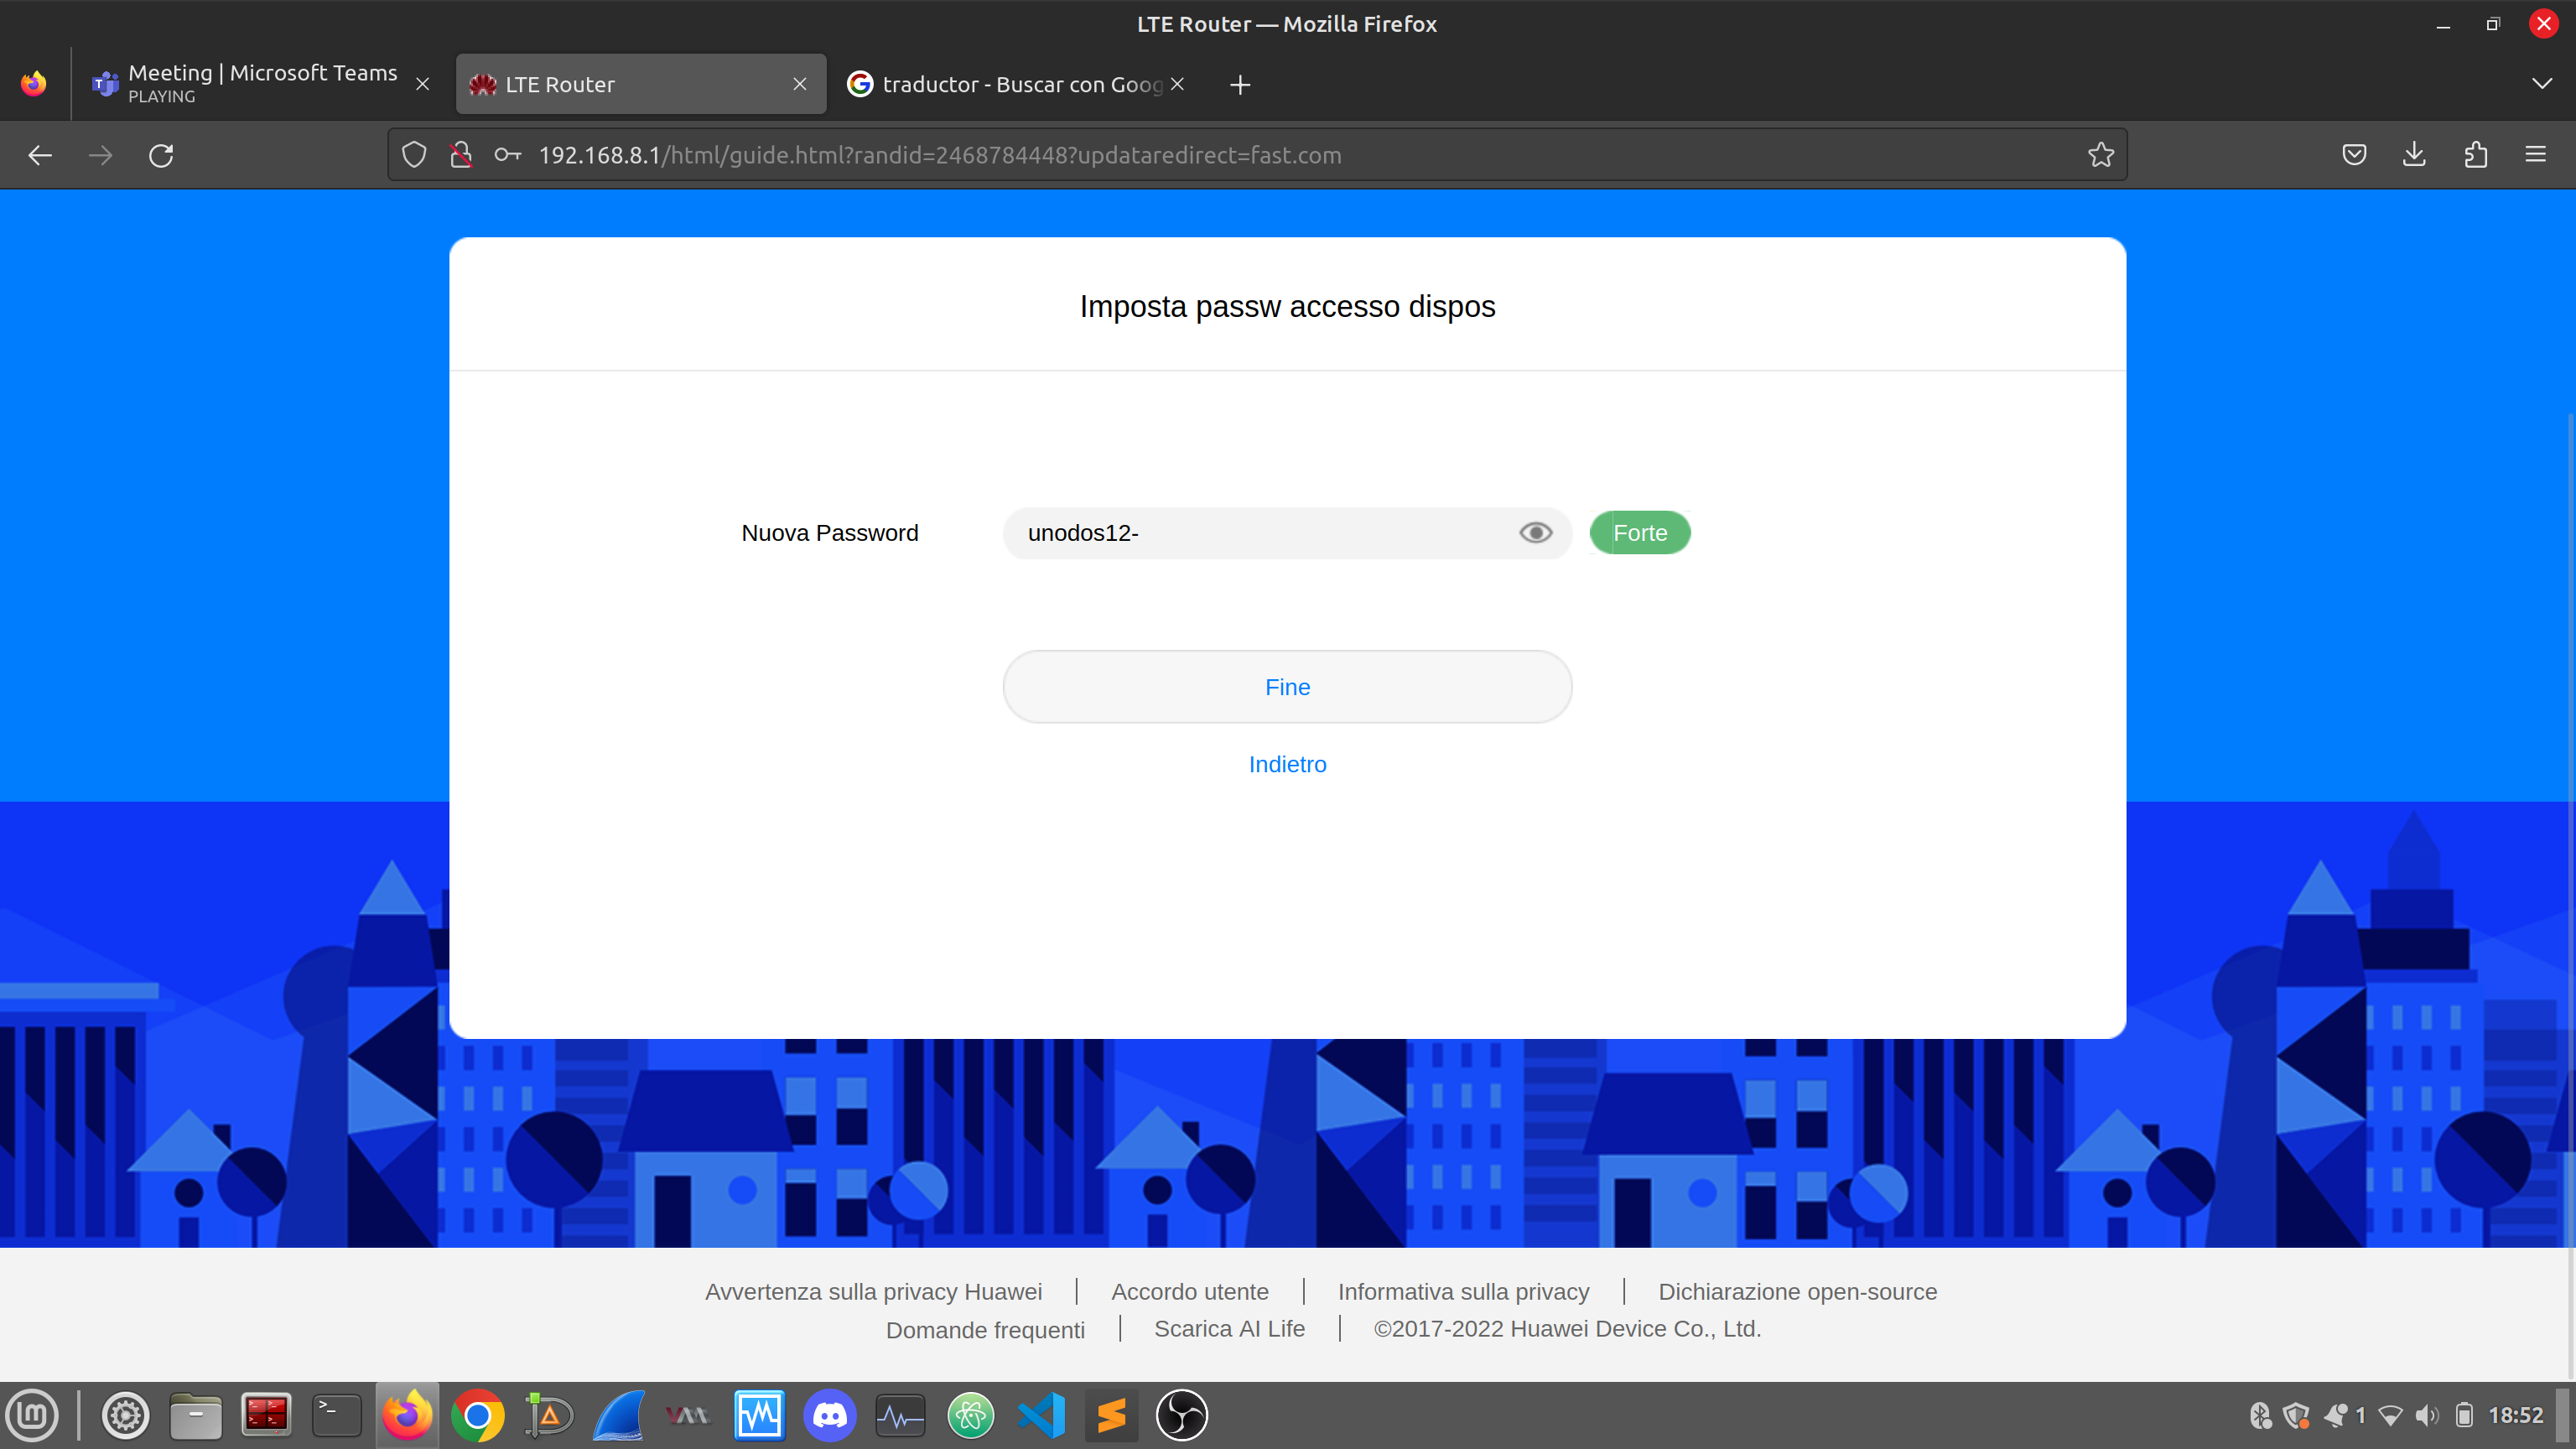 LTE Router — Mozilla Firefox
Meeting | Microsoft Teams
PLAYING
LTE Router
traductor - Buscar con Goog
192.168.8.1/html/guide.html?randid=2468784448?updataredirect=fast.com
Imposta passw accesso dispos
Nuova Password
unodos12-
Forte
Fine
Indietro
Avvertenza sulla privacy Huawei | Accordo utente | Informativa sulla privacy | Dichiarazione open-source
Domande frequenti | Scarica AI Life | ©2017-2022 Huawei Device Co., Ltd.
1 18:52